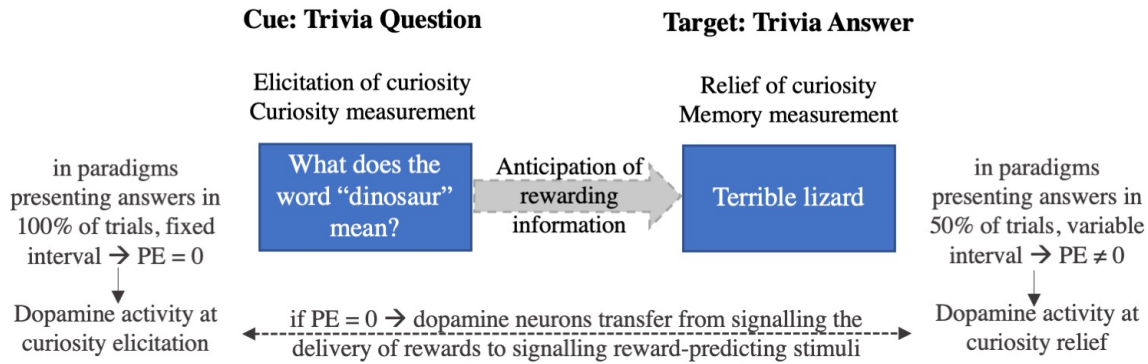 Cue: Trivia Question
Target: Trivia Answer
Elicitation of curiosity
Curiosity measurement
Relief of curiosity
Memory measurement
in paradigms
presenting answers in
100% of trials, fixed
interval → PE = 0
What does the
word “dinosaur”
mean?
Anticipation of
rewarding
information
Terrible lizard
in paradigms
presenting answers in
50% of trials, variable
interval → PE ≠ 0
Dopamine activity at
curiosity elicitation
if PE = 0 → dopamine neurons transfer from signalling the
delivery of rewards to signalling reward-predicting stimuli
Dopamine activity at
curiosity relief